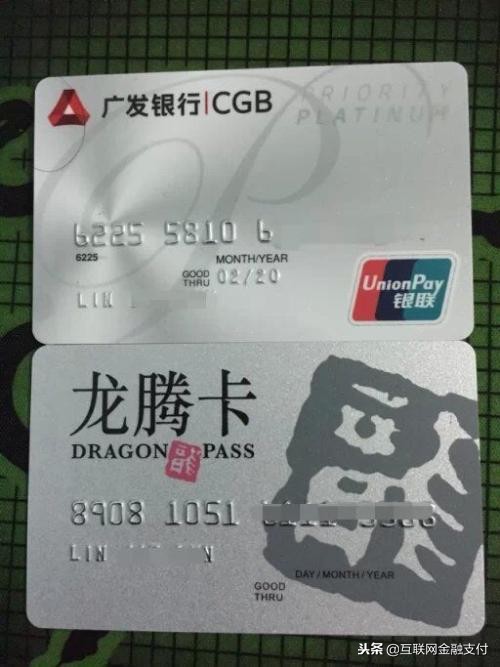 广发银行 | CGB
PRIORITY
PLATINUM
6225 5810 6
6225
MONTH/YEAR
GOOD THRU 02/20
LIN
UnionPay
银联
龙腾卡
DRAGON PASS
8908 1051
LIN
DAY / MONTH / YEAR
GOOD THRU
头条 @互联网金融支付